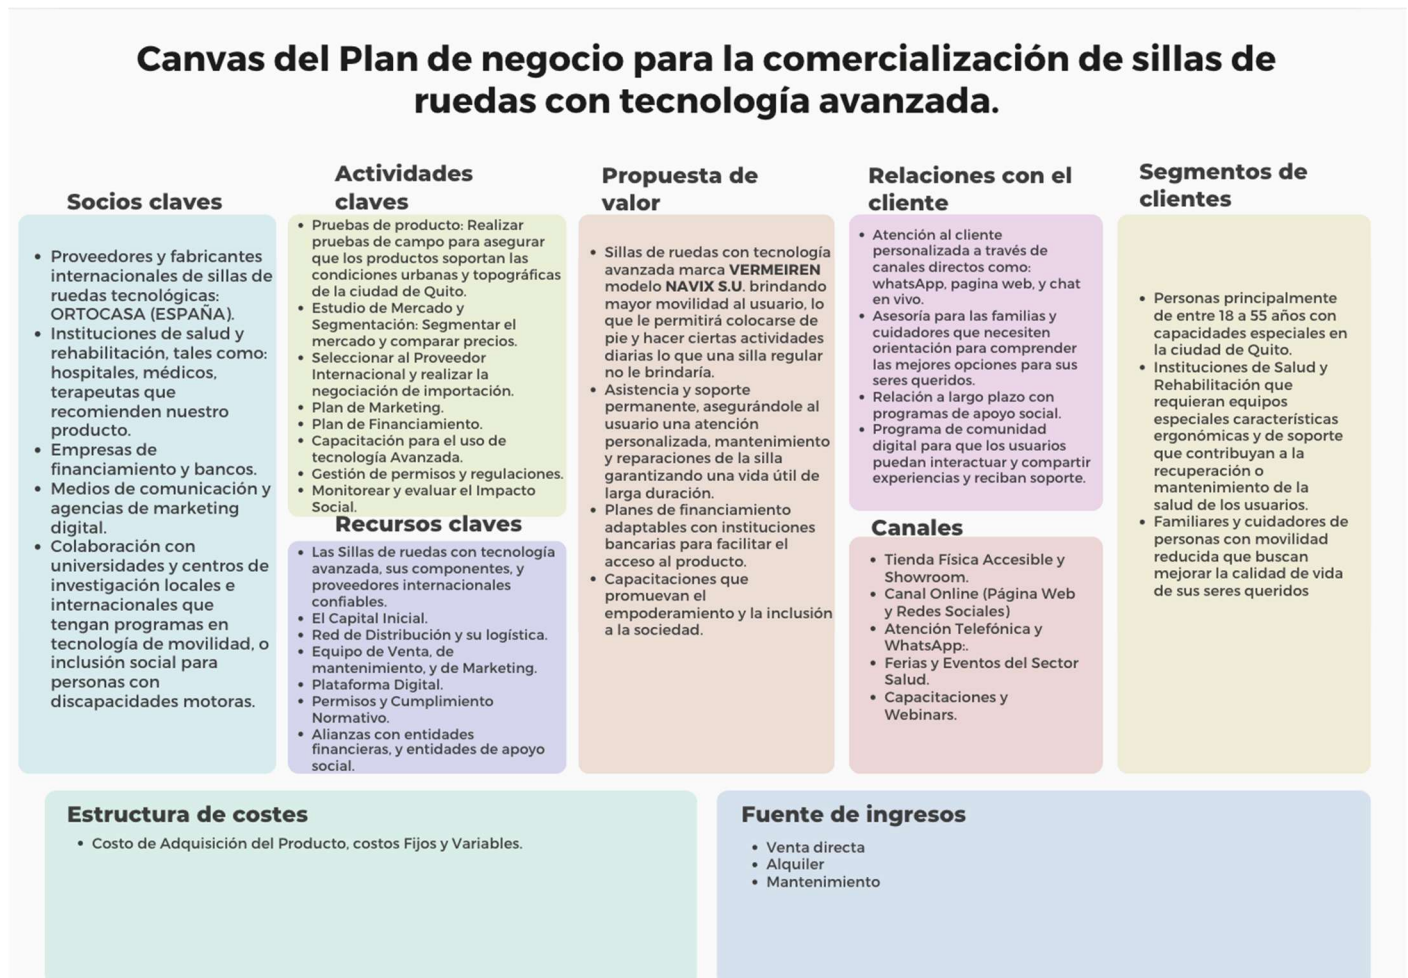 Canvas del Plan de negocio para la comercialización de sillas de
ruedas con tecnología avanzada.
Socios claves
• Proveedores y fabricantes
internacionales de sillas de
ruedas tecnológicas:
ORTOCASA (ESPAÑA).
• Instituciones de salud y
rehabilitación, tales como:
hospitales, médicos,
terapeutas que
recomienden nuestro
producto.
• Empresas de
financiamiento y bancos.
• Medios de comunicación y
agencias de marketing
digital.
• Colaboración con
universidades y centros de
investigación locales e
internacionales que
tengan programas en
tecnología de movilidad, o
inclusión social para
personas con
discapacidades motoras.
Actividades
claves
• Pruebas de producto: Realizar
pruebas de campo para asegurar
que los productos soportan las
condiciones urbanas y topográficas
de la ciudad de Quito.
• Estudio de Mercado y
Segmentación: Segmentar el
mercado y comparar precios.
• Seleccionar al Proveedor
Internacional y realizar la
negociación de importación.
• Plan de Marketing.
• Plan de Financiamiento.
• Capacitación para el uso de
tecnología Avanzada.
• Gestión de permisos y regulaciones.
• Monitorear y evaluar el Impacto
Social.
Recursos claves
• Las Sillas de ruedas con tecnología
avanzada, sus componentes, y
proveedores internacionales
confiables.
• El Capital Inicial.
• Red de Distribución y su logística.
• Equipo de Venta, de
mantenimiento, y de Marketing.
• Plataforma Digital.
• Permisos y Cumplimiento
Normativo.
• Alianzas con entidades
financieras, y entidades de apoyo
social.
Propuesta de
valor
• Sillas de ruedas con tecnología
avanzada marca VERMEIREN
modelo NAVIX S.U. brindando
mayor movilidad al usuario, lo
que le permitirá colocarse de
pie y hacer ciertas actividades
diarias lo que una silla regular
no le brindaría.
• Asistencia y soporte
permanente, asegurándole al
usuario una atención
personalizada, mantenimiento
y reparaciones de la silla
garantizando una vida útil de
larga duración.
• Planes de financiamiento
adaptables con instituciones
bancarias para facilitar el
acceso al producto.
• Capacitaciones que
promuevan el
empoderamiento y la inclusión
a la sociedad.
Relaciones con el
cliente
• Atención al cliente
personalizada a través de
canales directos como:
whatsApp, pagina web, y chat
en vivo.
• Asesoría para las familias y
cuidadores que necesiten
orientación para comprender
las mejores opciones para sus
seres queridos.
• Relación a largo plazo con
programas de apoyo social.
• Programa de comunidad
digital para que los usuarios
puedan interactuar y compartir
experiencias y reciban soporte.
Canales
• Tienda Física Accesible y
Showroom.
• Canal Online (Página Web
y Redes Sociales)
• Atención Telefónica y
WhatsApp:.
• Ferias y Eventos del Sector
Salud.
• Capacitaciones y
Webinars.
Segmentos de
clientes
• Personas principalmente
de entre 18 a 55 años con
capacidades especiales en
la ciudad de Quito.
• Instituciones de Salud y
Rehabilitación que
requieran equipos
especiales características
ergonómicas y de soporte
que contribuyan a la
recuperación o
mantenimiento de la
salud de los usuarios.
• Familiares y cuidadores de
personas con movilidad
reducida que buscan
mejorar la calidad de vida
de sus seres queridos
Estructura de costes
• Costo de Adquisición del Producto, costos Fijos y Variables.
Fuente de ingresos
• Venta directa
• Alquiler
• Mantenimiento